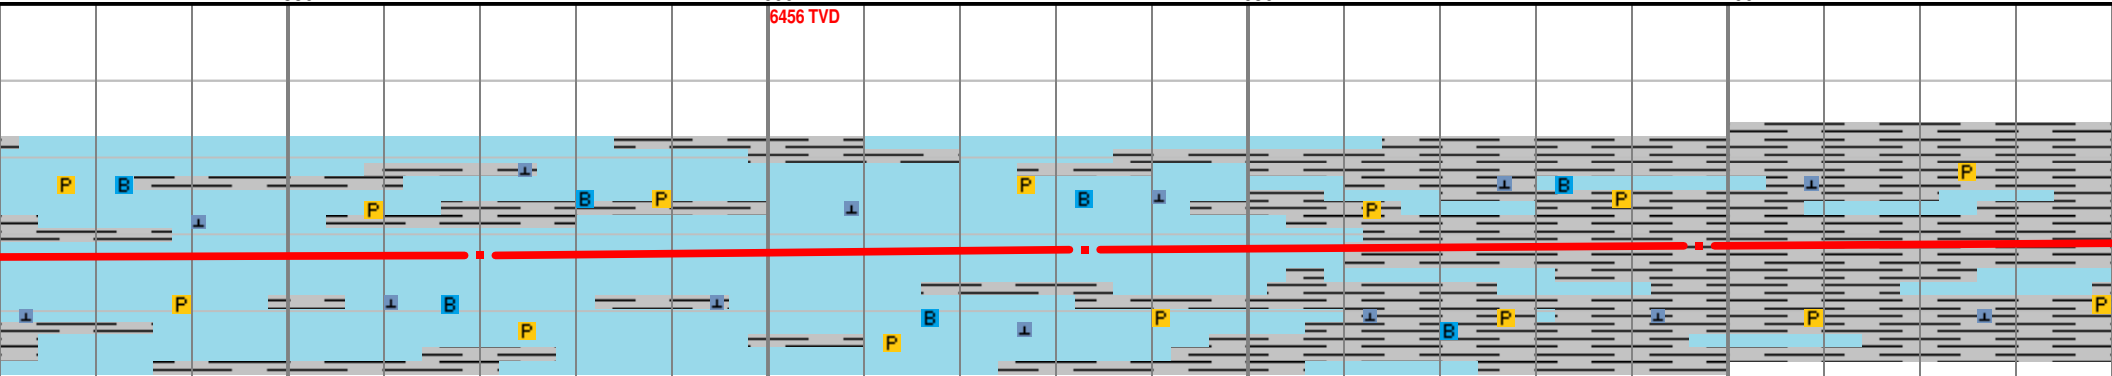 6456 TVD
P B P ⊥ B P ⊥ P B ⊥ P ⊥ B P ⊥ P
⊥
⊥ P ⊥ B P ⊥ P B ⊥ P ⊥ B P ⊥ P ⊥ P